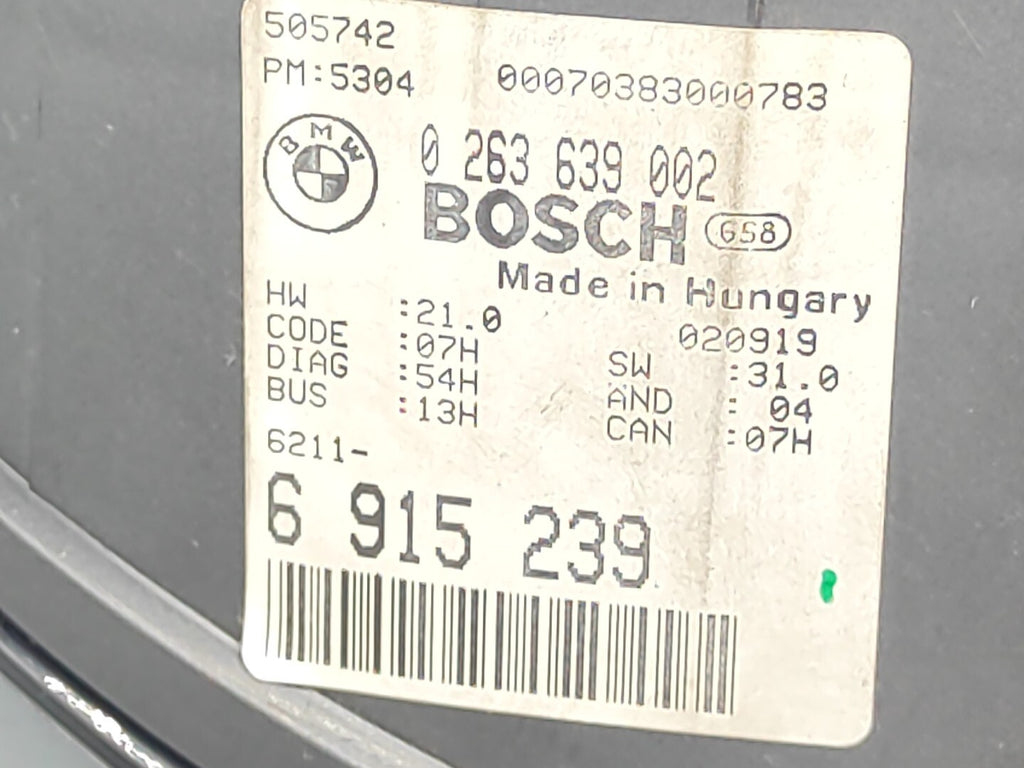 505742
PM:5304 00070383000783
BMW
0 263 639 002
BOSCH 658
Made in Hungary
020919
HW :21.0
CODE :07H SW :31.0
DIAG :54H AND : 04
BUS :13H CAN :07H
6211-
6 915 239